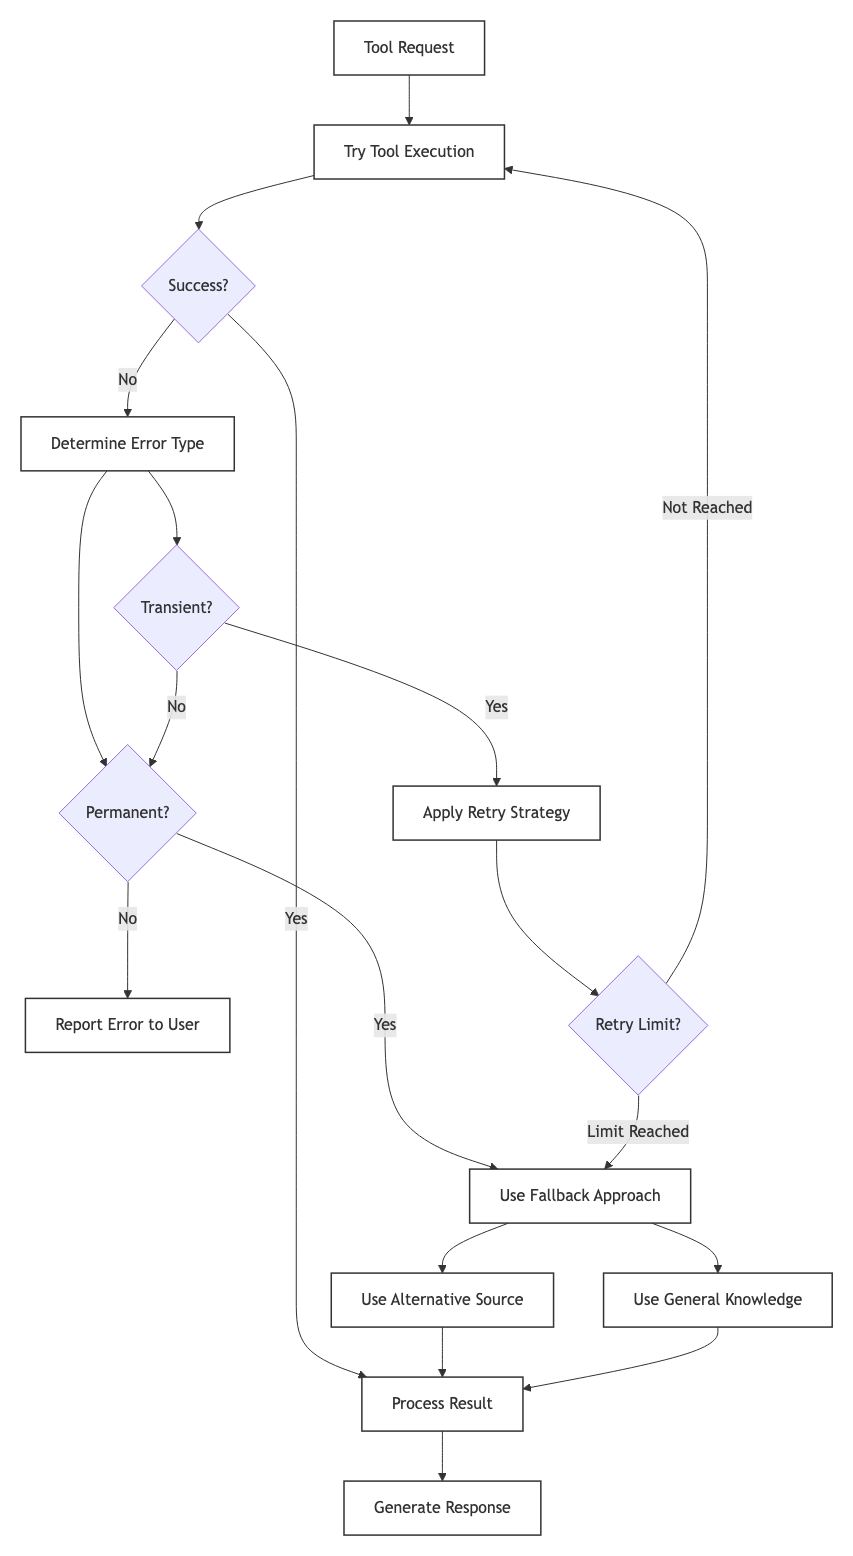 Tool Request
Try Tool Execution
Success?
No
Determine Error Type
Not Reached
Transient?
No
Yes
Permanent?
Apply Retry Strategy
No
Yes
Report Error to User
Yes
Retry Limit?
Limit Reached
Use Fallback Approach
Use Alternative Source
Use General Knowledge
Process Result
Generate Response